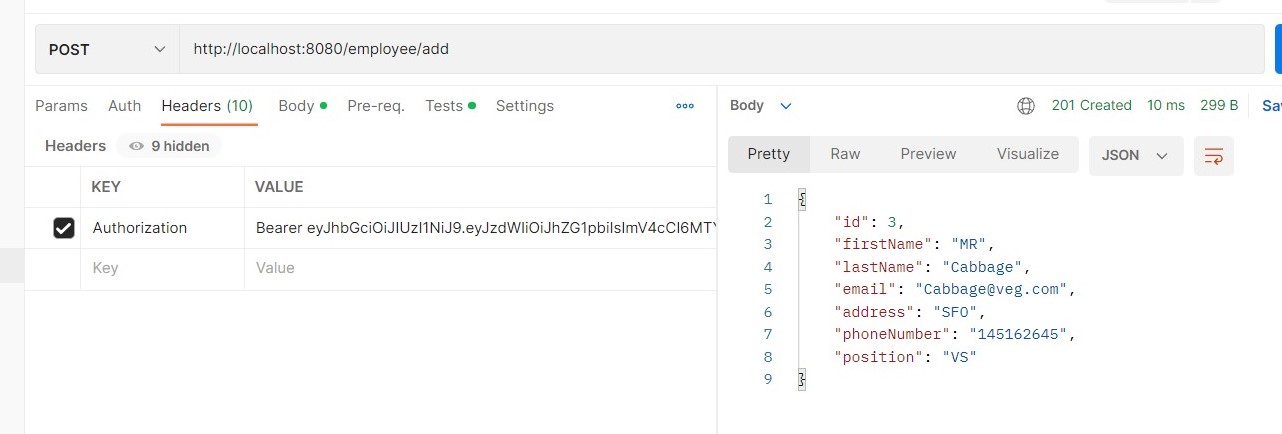 POST http://localhost:8080/employee/add
Params Auth Headers (10) Body Pre-req. Tests Settings
Headers 9 hidden
KEY VALUE
Authorization Bearer eyJhbGciOiJIUzI1NiJ9.eyJzdWIiOiJhZG1pbiIsImV4cCI6MTY
Key Value
Body 201 Created 10 ms 299 B Sa
Pretty Raw Preview Visualize JSON
1 {
2 "id": 3,
3 "firstName": "MR",
4 "lastName": "Cabbage",
5 "email": "Cabbage@veg.com",
6 "address": "SFO",
7 "phoneNumber": "145162645",
8 "position": "VS"
9 }